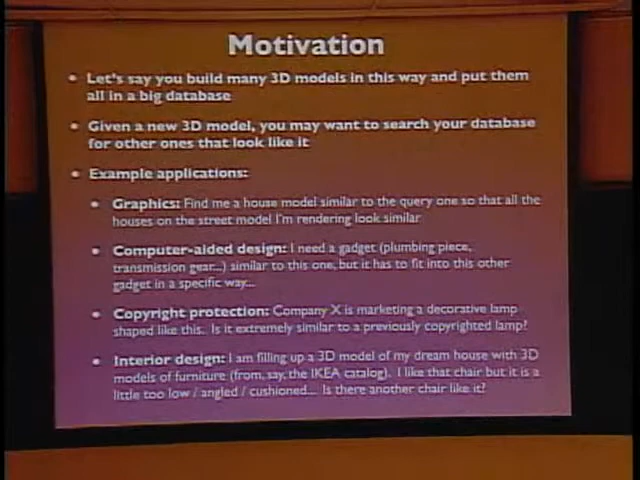 Motivation
• Let's say you build many 3D models in this way and put them
all in a big database
• Given a new 3D model, you may want to search your database
for other ones that look like it
• Example applications:
• Graphics: Find me a house model similar to the query one so that all the
houses on the street model I'm rendering look similar
• Computer-aided design: I need a gadget (plumbing piece,
transmission gear...) similar to this one, but it has to fit into this other
gadget in a specific way...
• Copyright protection: Company X is marketing a decorative lamp
shaped like this. Is it extremely similar to a previously copyrighted lamp?
• Interior design: I am filling up a 3D model of my dream house with 3D
models of furniture (from, say, the IKEA catalog). I like that chair but it is a
little too low / angled / cushioned... Is there another chair like it?